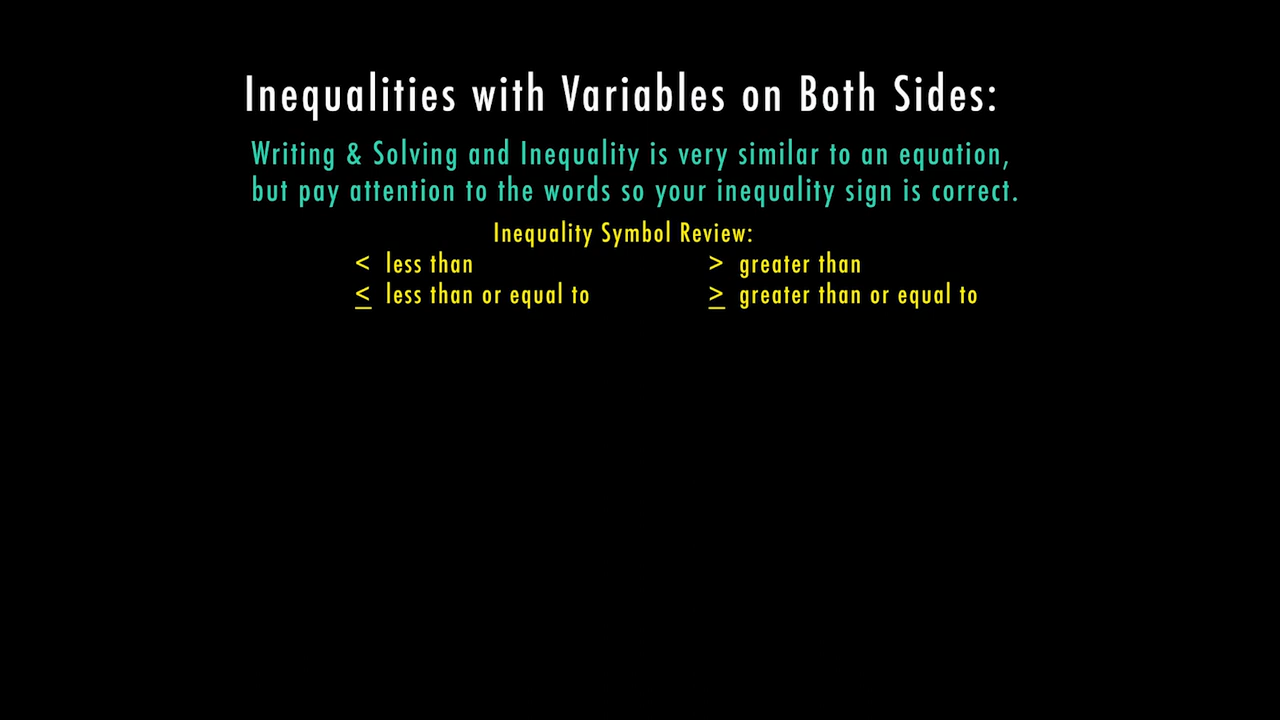 Inequalities with Variables on Both Sides:
Writing & Solving and Inequality is very similar to an equation,
but pay attention to the words so your inequality sign is correct.
Inequality Symbol Review:
< less than > greater than
≤ less than or equal to ≥ greater than or equal to